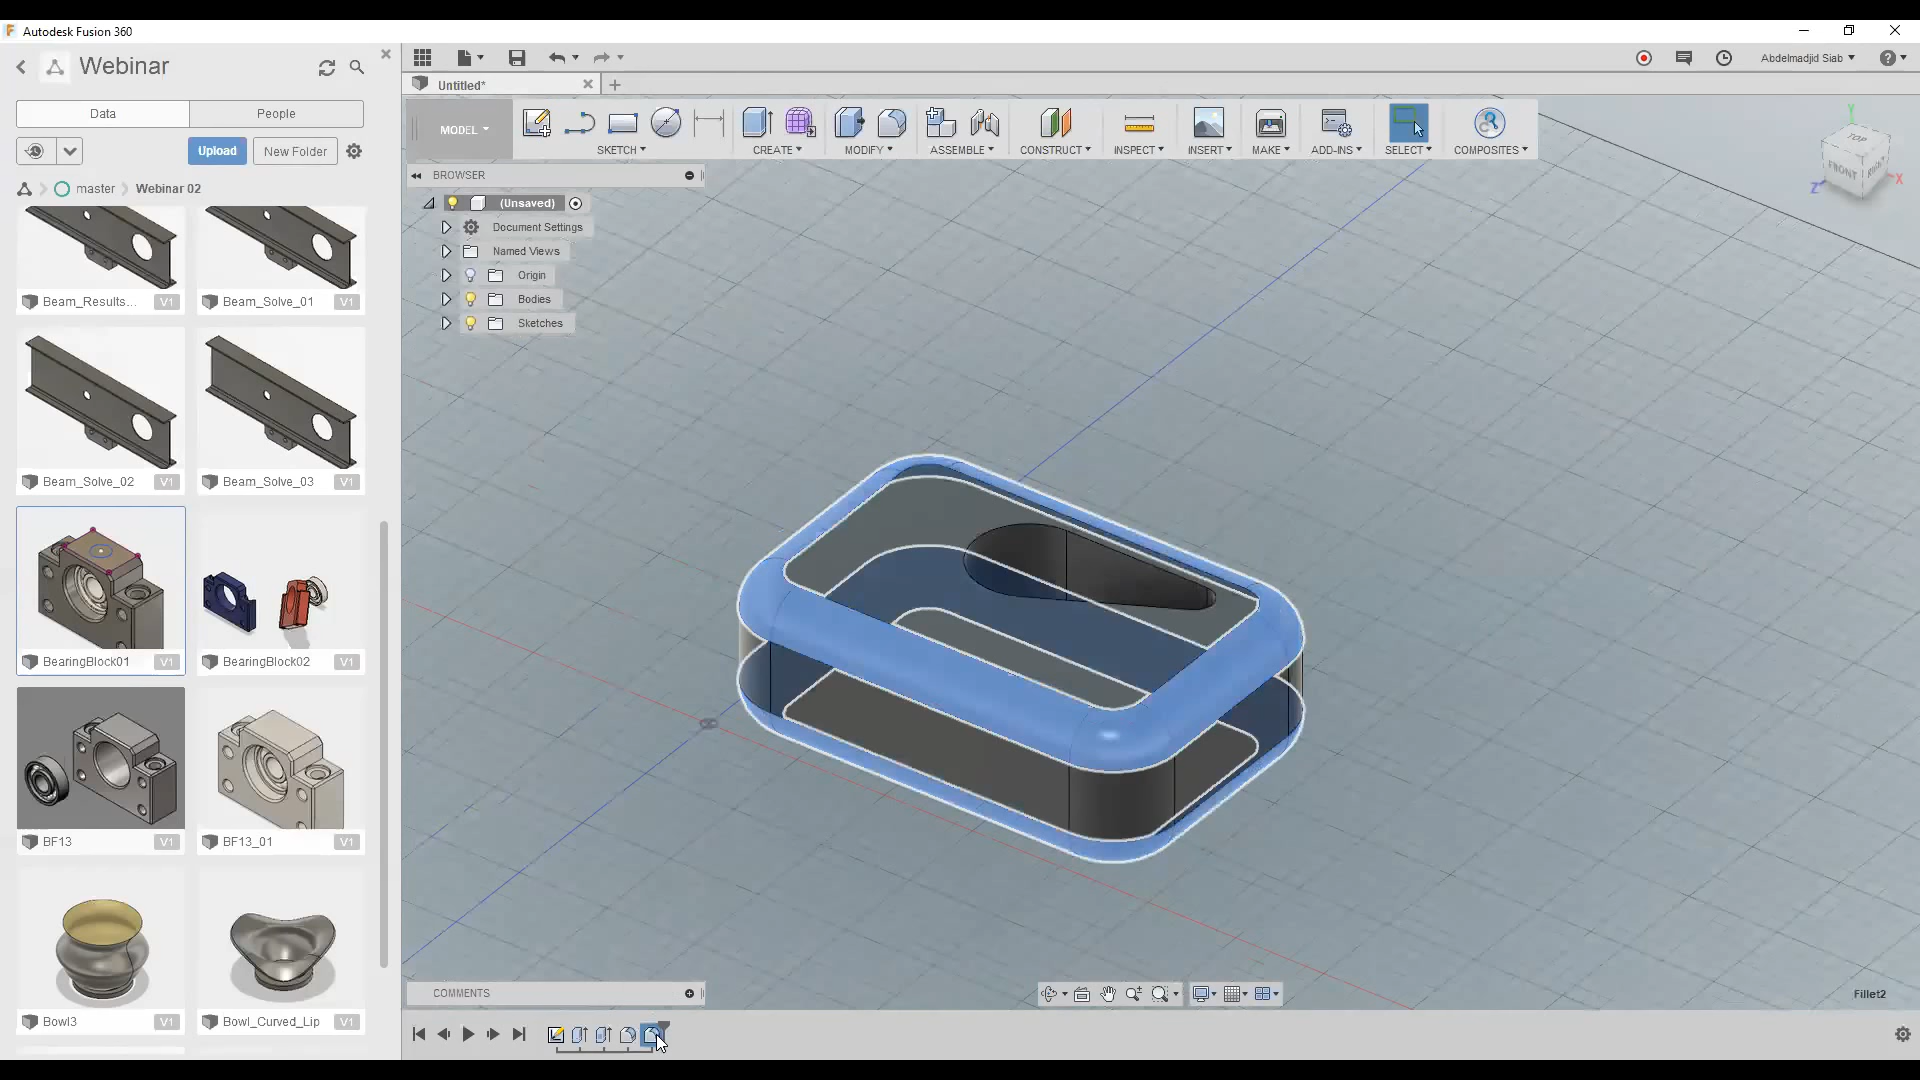 Autodesk Fusion 360
Webinar
Data
People
Upload
New Folder
master
Webinar 02
Beam_Results...
V1
Beam_Solve_01
V1
Beam_Solve_02
V1
Beam_Solve_03
V1
BearingBlock01
V1
BearingBlock02
V1
BF13
V1
BF13_01
V1
Bowl3
V1
Bowl_Curved_Lip
V1
Abdelmadjid Siab
Untitled*
MODEL
SKETCH
CREATE
MODIFY
ASSEMBLE
CONSTRUCT
INSPECT
INSERT
MAKE
ADD-INS
SELECT
COMPOSITES
BROWSER
(Unsaved)
Document Settings
Named Views
Origin
Bodies
Sketches
Y
TOP
FRONT
RIGHT
Z
X
COMMENTS
Fillet2